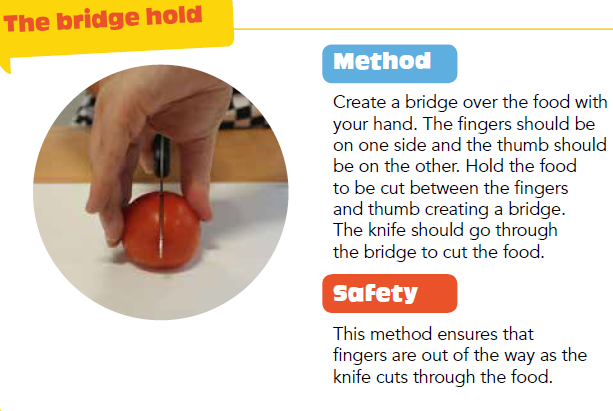 The bridge hold
Method
Create a bridge over the food with
your hand. The fingers should be
on one side and the thumb should
be on the other. Hold the food
to be cut between the fingers
and thumb creating a bridge.
The knife should go through
the bridge to cut the food.
Safety
This method ensures that
fingers are out of the way as the
knife cuts through the food.